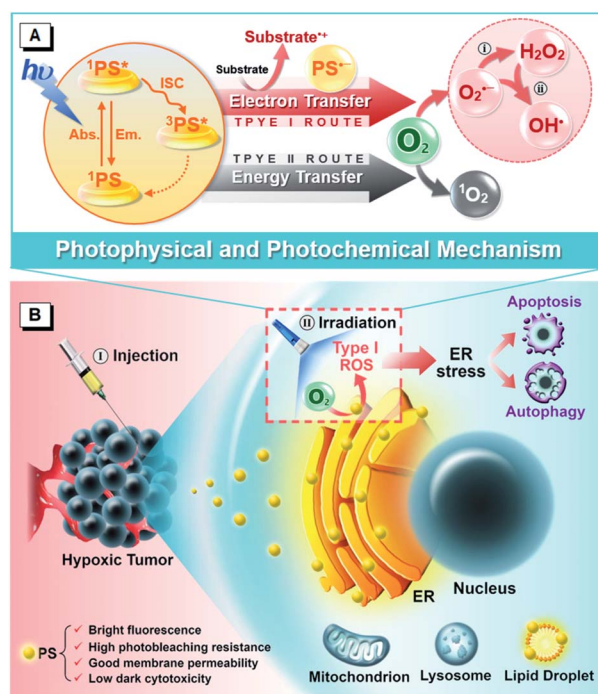 A
hυ
¹PS*
ISC
³PS*
Abs.
Em.
¹PS
Substrate•+
Substrate
PS•−
Electron Transfer
TPYE I ROUTE
TPYE II ROUTE
Energy Transfer
O₂
O₂•−
i
H₂O₂
ii
OH•
¹O₂
Photophysical and Photochemical Mechanism
B
I Injection
II Irradiation
Type I
ROS
O₂
ER
stress
Apoptosis
Autophagy
Hypoxic Tumor
ER
Nucleus
PS
✓ Bright fluorescence
✓ High photobleaching resistance
✓ Good membrane permeability
✓ Low dark cytotoxicity
Mitochondrion
Lysosome
Lipid Droplet